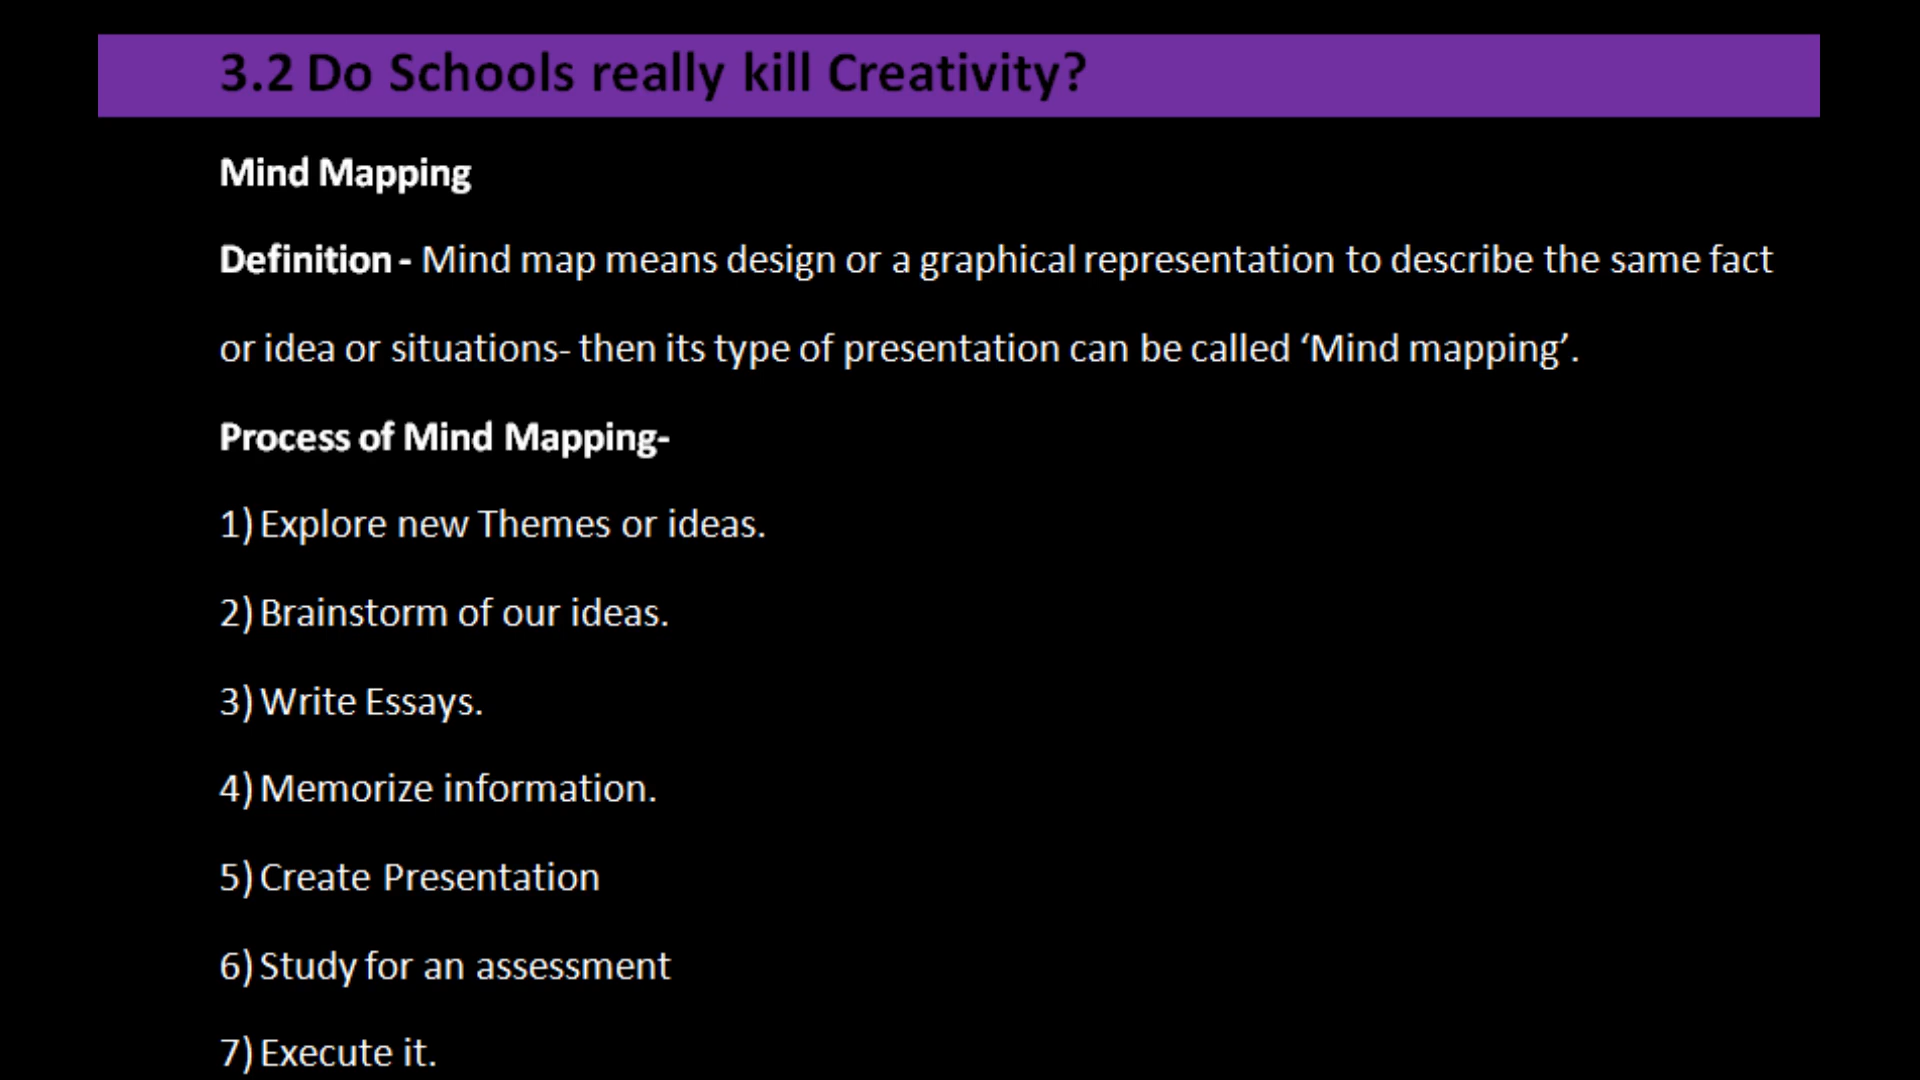 3.2 Do Schools really kill Creativity?
Mind Mapping
Definition - Mind map means design or a graphical representation to describe the same fact
or idea or situations- then its type of presentation can be called ‘Mind mapping’.
Process of Mind Mapping-
1) Explore new Themes or ideas.
2) Brainstorm of our ideas.
3) Write Essays.
4) Memorize information.
5) Create Presentation
6) Study for an assessment
7) Execute it.